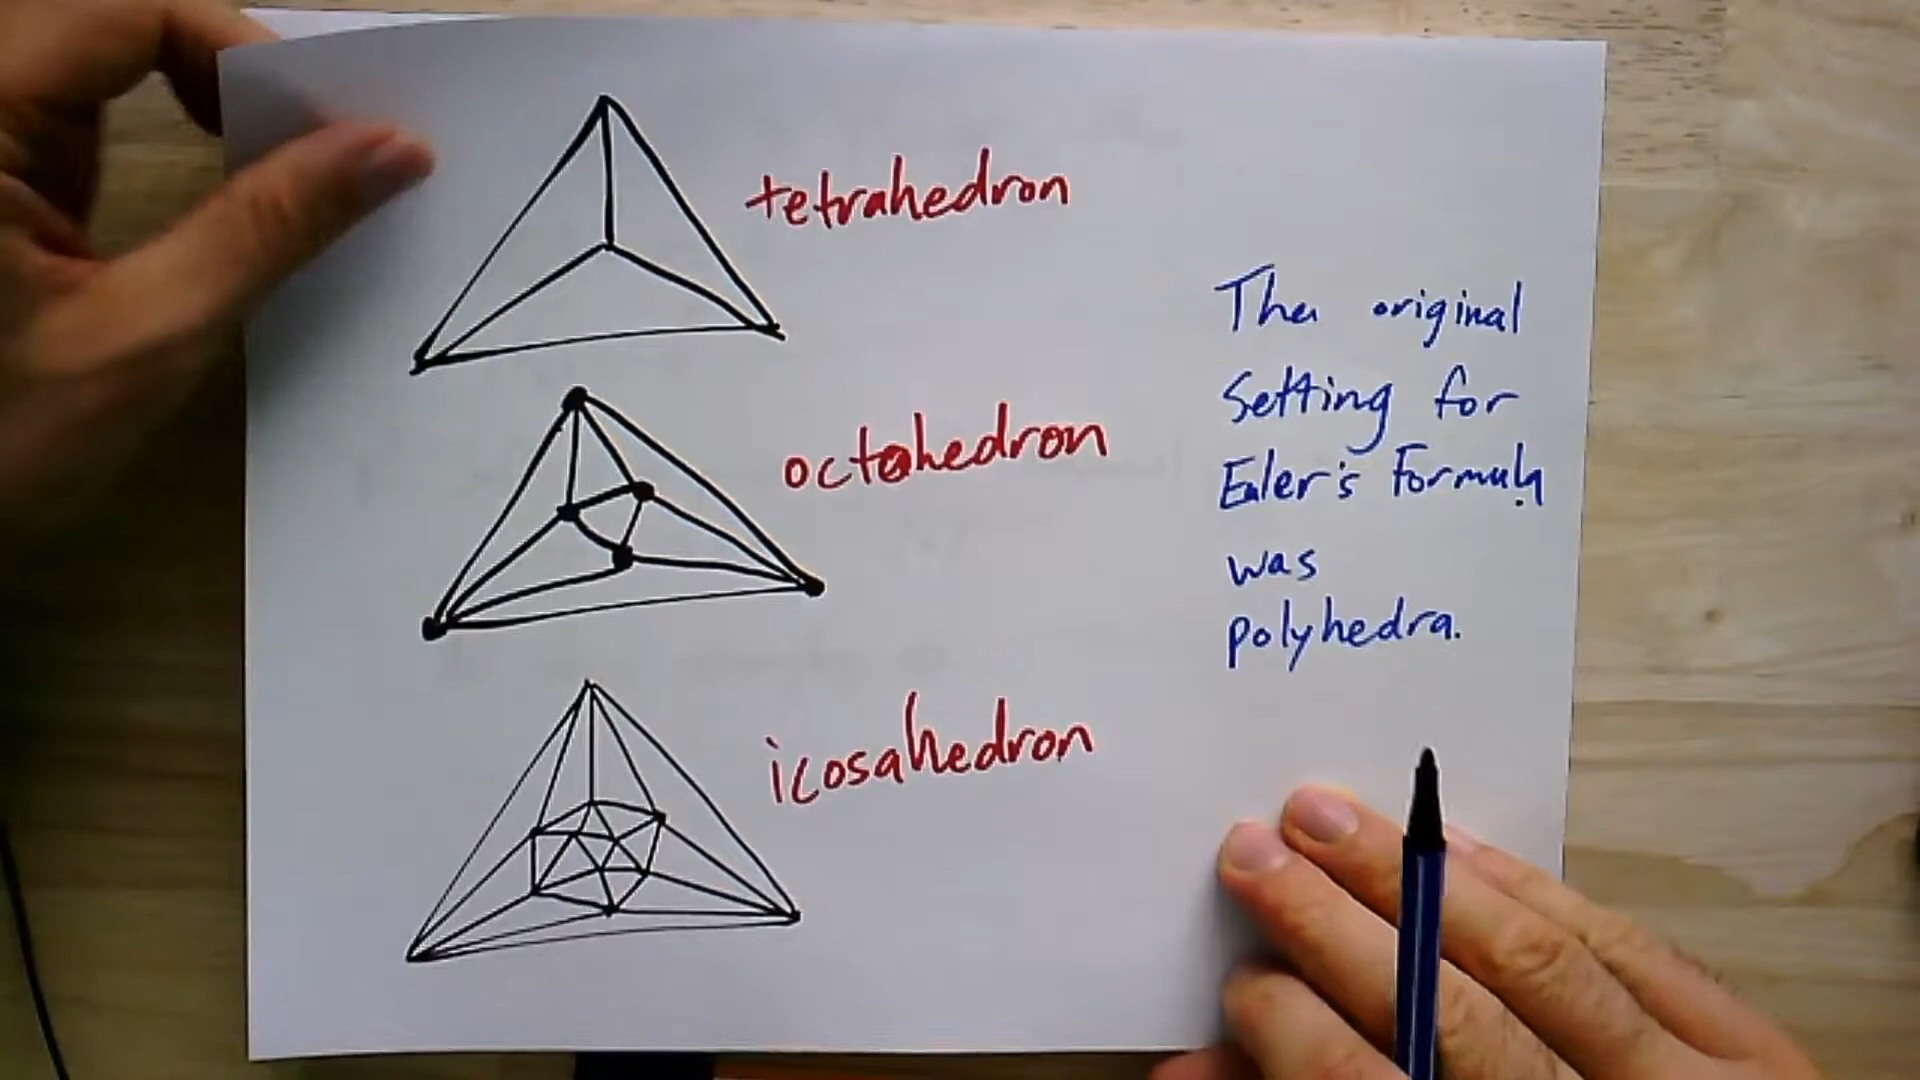 tetrahedron
octahedron
icosahedron
The original
Setting for
Euler's Formula
was
polyhedra.